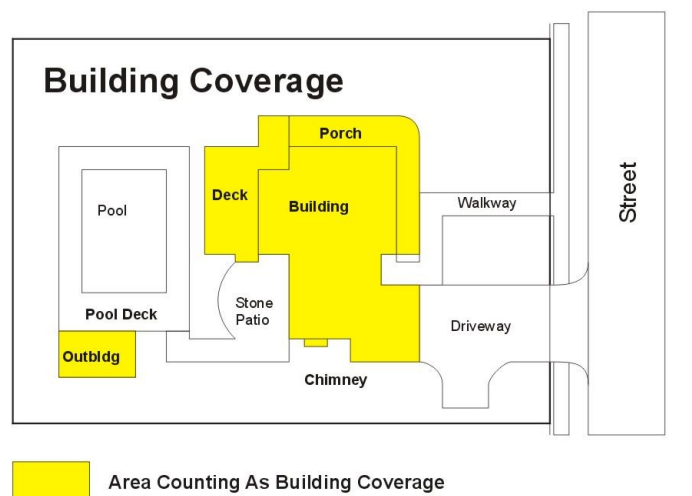 Building Coverage
Porch
Deck
Building
Walkway
Street
Pool
Pool Deck
Stone
Patio
Driveway
Outbldg
Chimney
Area Counting As Building Coverage